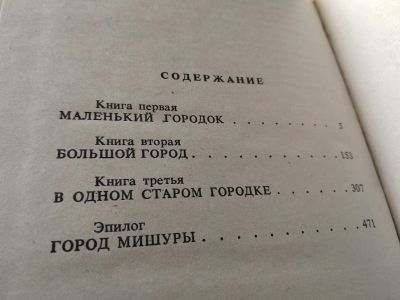 СОДЕРЖАНИЕ
Книга первая
МАЛЕНЬКИЙ ГОРОДОК . . . . . . . . 5
Книга вторая
БОЛЬШОЙ ГОРОД . . . . . . . . . . 153
Книга третья
В ОДНОМ СТАРОМ ГОРОДКЕ . . . . . . 307
Эпилог
ГОРОД МИШУРЫ . . . . . . . . . . 471